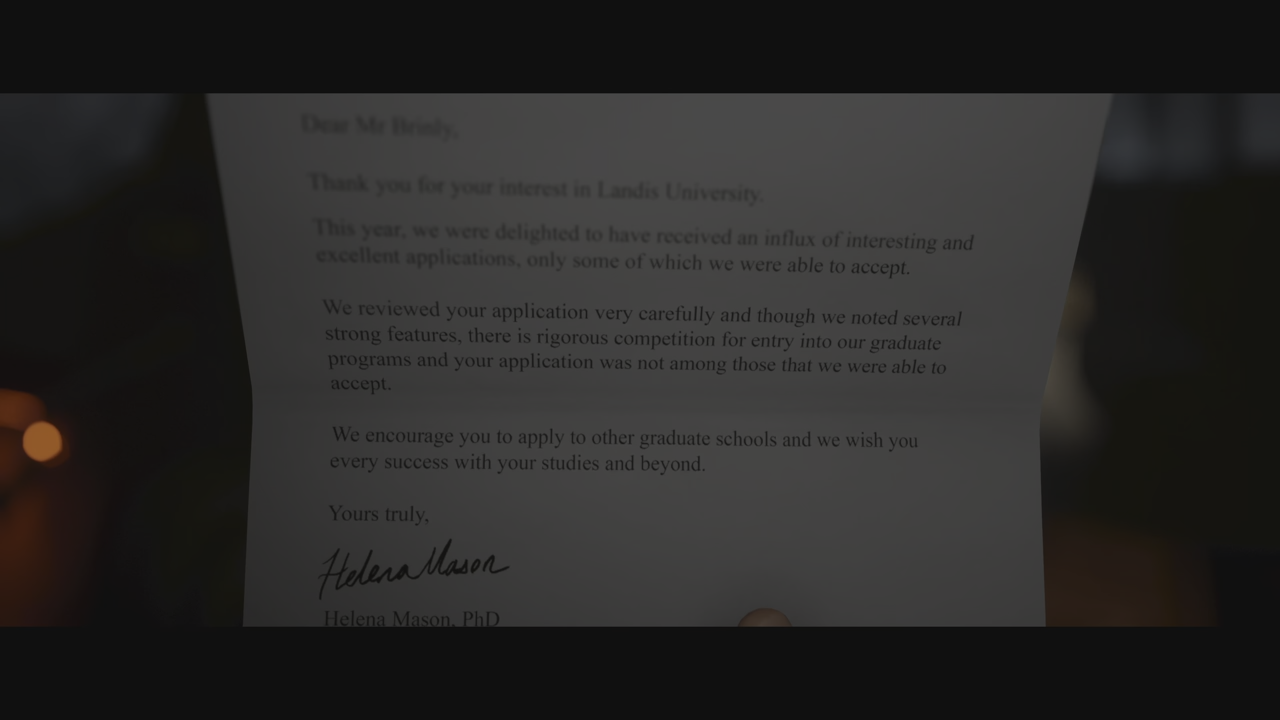 Dear Mr Brinly,
Thank you for your interest in Landis University.
This year, we were delighted to have received an influx of interesting and
excellent applications, only some of which we were able to accept.
We reviewed your application very carefully and though we noted several
strong features, there is rigorous competition for entry into our graduate
programs and your application was not among those that we were able to
accept.
We encourage you to apply to other graduate schools and we wish you
every success with your studies and beyond.
Yours truly,
Helena Mason
Helena Mason, PhD